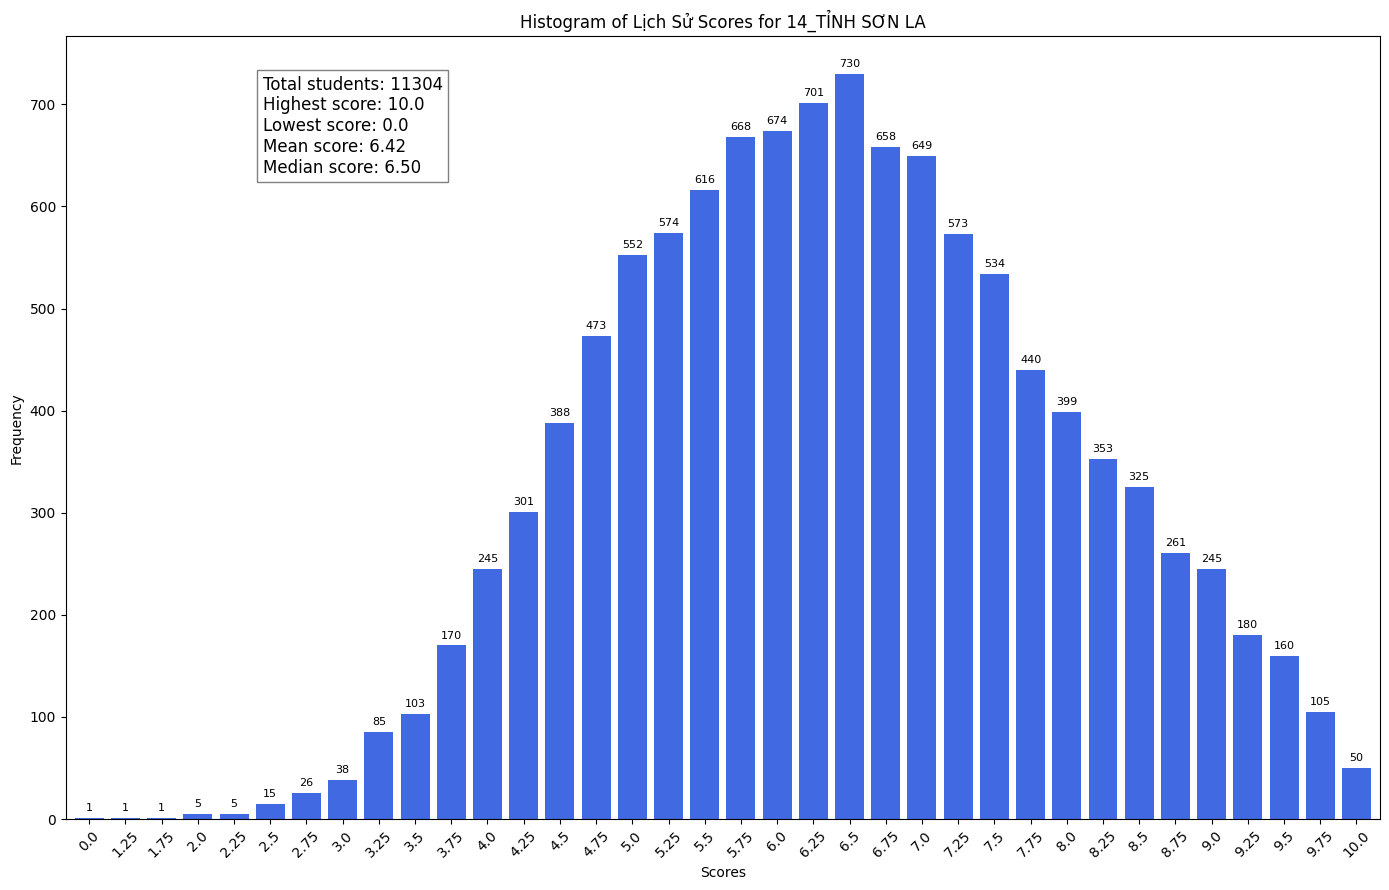 Histogram of Lịch Sử Scores for 14_TỈNH SƠN LA
Total students: 11304
Highest score: 10.0
Lowest score: 0.0
Mean score: 6.42
Median score: 6.50
Frequency
700
600
500
400
300
200
100
0
1 1 1 5 5 15 26 38 85 103 170 245 301 388 473 552 574 616 668 674 701 730 658 649 573 534 440 399 353 325 261 245 180 160 105 50
0.0 1.25 1.75 2.0 2.25 2.5 2.75 3.0 3.25 3.5 3.75 4.0 4.25 4.5 4.75 5.0 5.25 5.5 5.75 6.0 6.25 6.5 6.75 7.0 7.25 7.5 7.75 8.0 8.25 8.5 8.75 9.0 9.25 9.5 9.75 10.0
Scores